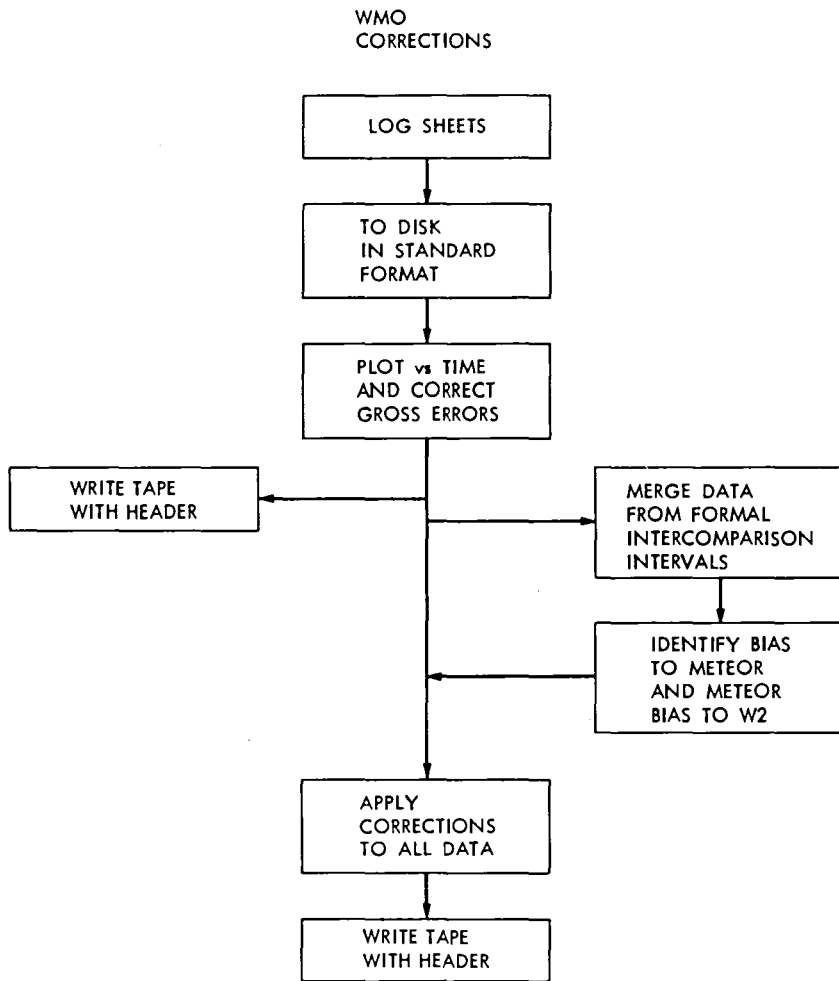 WMO
CORRECTIONS
LOG SHEETS
TO DISK
IN STANDARD
FORMAT
PLOT vs TIME
AND CORRECT
GROSS ERRORS
WRITE TAPE
WITH HEADER
MERGE DATA
FROM FORMAL
INTERCOMPARISON
INTERVALS
IDENTIFY BIAS
TO METEOR
AND METEOR
BIAS TO W2
APPLY
CORRECTIONS
TO ALL DATA
WRITE TAPE
WITH HEADER